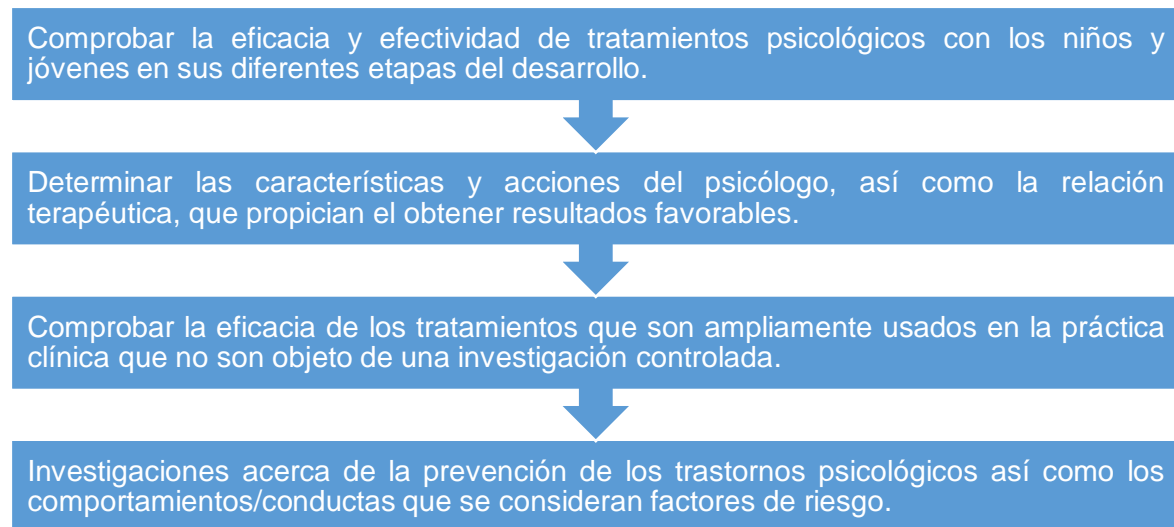 Comprobar la eficacia y efectividad de tratamientos psicológicos con los niños y
jóvenes en sus diferentes etapas del desarrollo.
Determinar las características y acciones del psicólogo, así como la relación
terapéutica, que propician el obtener resultados favorables.
Comprobar la eficacia de los tratamientos que son ampliamente usados en la práctica
clínica que no son objeto de una investigación controlada.
Investigaciones acerca de la prevención de los trastornos psicológicos así como los
comportamientos/conductas que se consideran factores de riesgo.